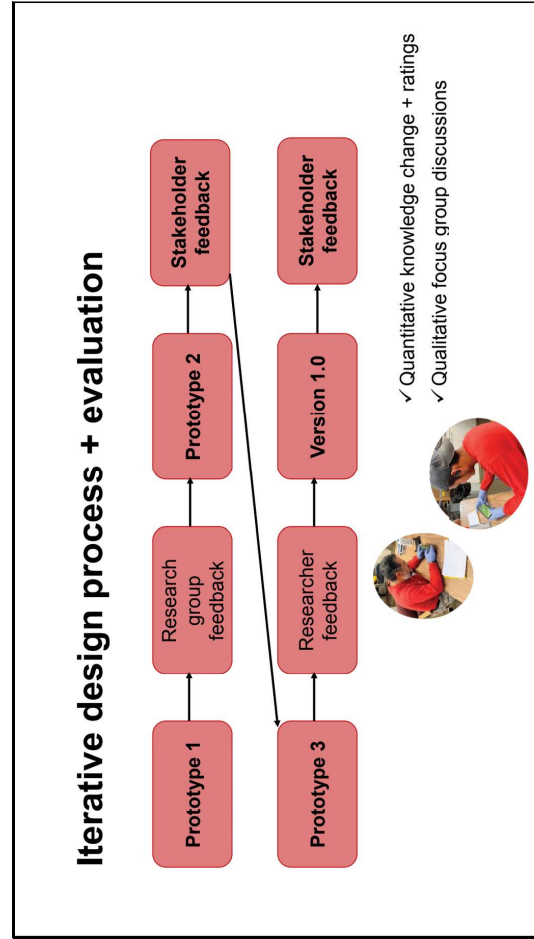 Iterative design process + evaluation
Prototype 1
Research
group
feedback
Prototype 2
Stakeholder
feedback
Prototype 3
Researcher
feedback
Version 1.0
Stakeholder
feedback
✓Quantitative knowledge change + ratings
✓Qualitative focus group discussions